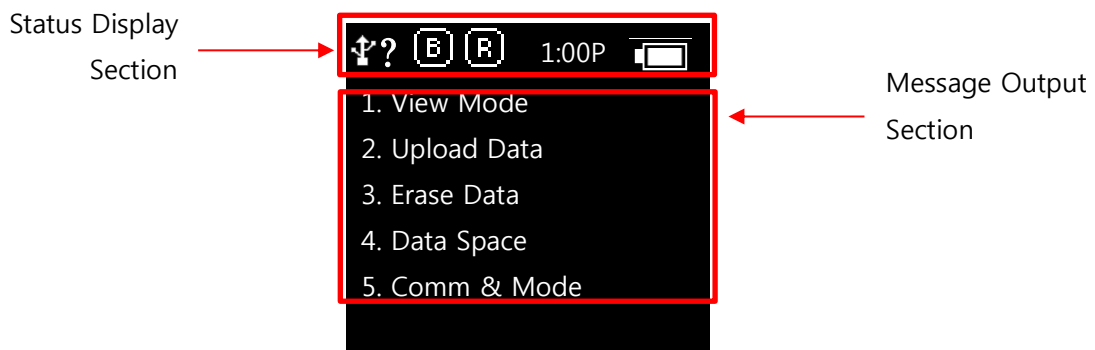 Status Display
Section
? B R 1:00P
Message Output
Section
1. View Mode
2. Upload Data
3. Erase Data
4. Data Space
5. Comm & Mode